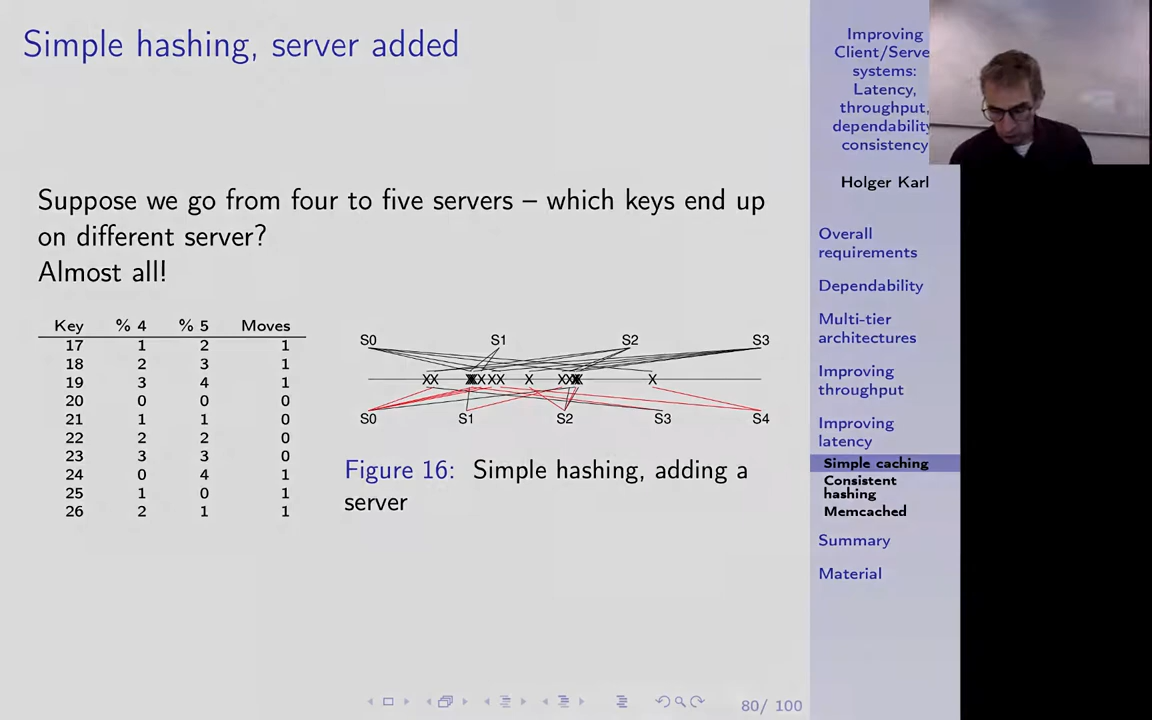 Simple hashing, server added
Suppose we go from four to five servers – which keys end up
on different server?
Almost all!
Key % 4 % 5 Moves
17 1 2 1
18 2 3 1
19 3 4 1
20 0 0 0
21 1 1 0
22 2 2 0
23 3 3 0
24 0 4 1
25 1 0 1
26 2 1 1
S0 S1 S2 S3
S0 S1 S2 S3 S4
Figure 16: Simple hashing, adding a
server
80/ 100
Improving
Client/Serve
systems:
Latency,
throughput,
dependability
consistency
Holger Karl
Overall
requirements
Dependability
Multi-tier
architectures
Improving
throughput
Improving
latency
Simple caching
Consistent
hashing
Memcached
Summary
Material